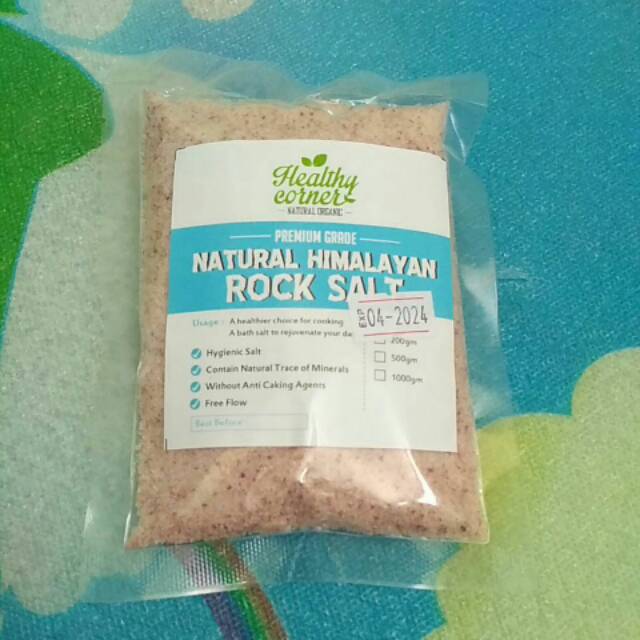 Healthy
corner
NATURAL ORGANIC
PREMIUM GRADE
NATURAL HIMALAYAN
ROCK SALT
EXP 04-2024
Usage : A healthier choice for cooking
A bath salt to rejuvenate your
Hygienic Salt
Contain Natural Trace of Minerals
Without Anti Caking Agents
Free Flow
Best Before
200gm
500gm
1000gm